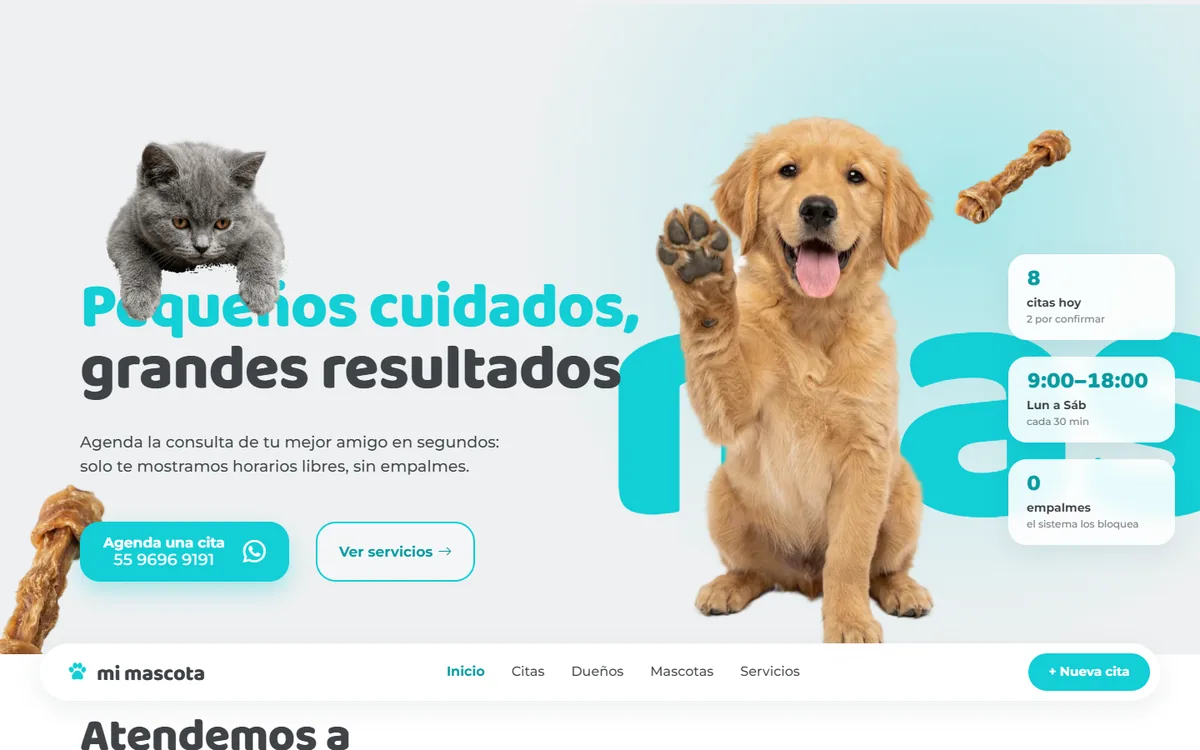 Pequeños cuidados,
grandes resultados
Agenda la consulta de tu mejor amigo en segundos:
solo te mostramos horarios libres, sin empalmes.
Agenda una cita
55 9696 9191
Ver servicios →
8
citas hoy
2 por confirmar
9:00–18:00
Lun a Sáb
cada 30 min
0
empalmes
el sistema los bloquea
mi mascota
Inicio
Citas
Dueños
Mascotas
Servicios
+ Nueva cita
Atendemos a